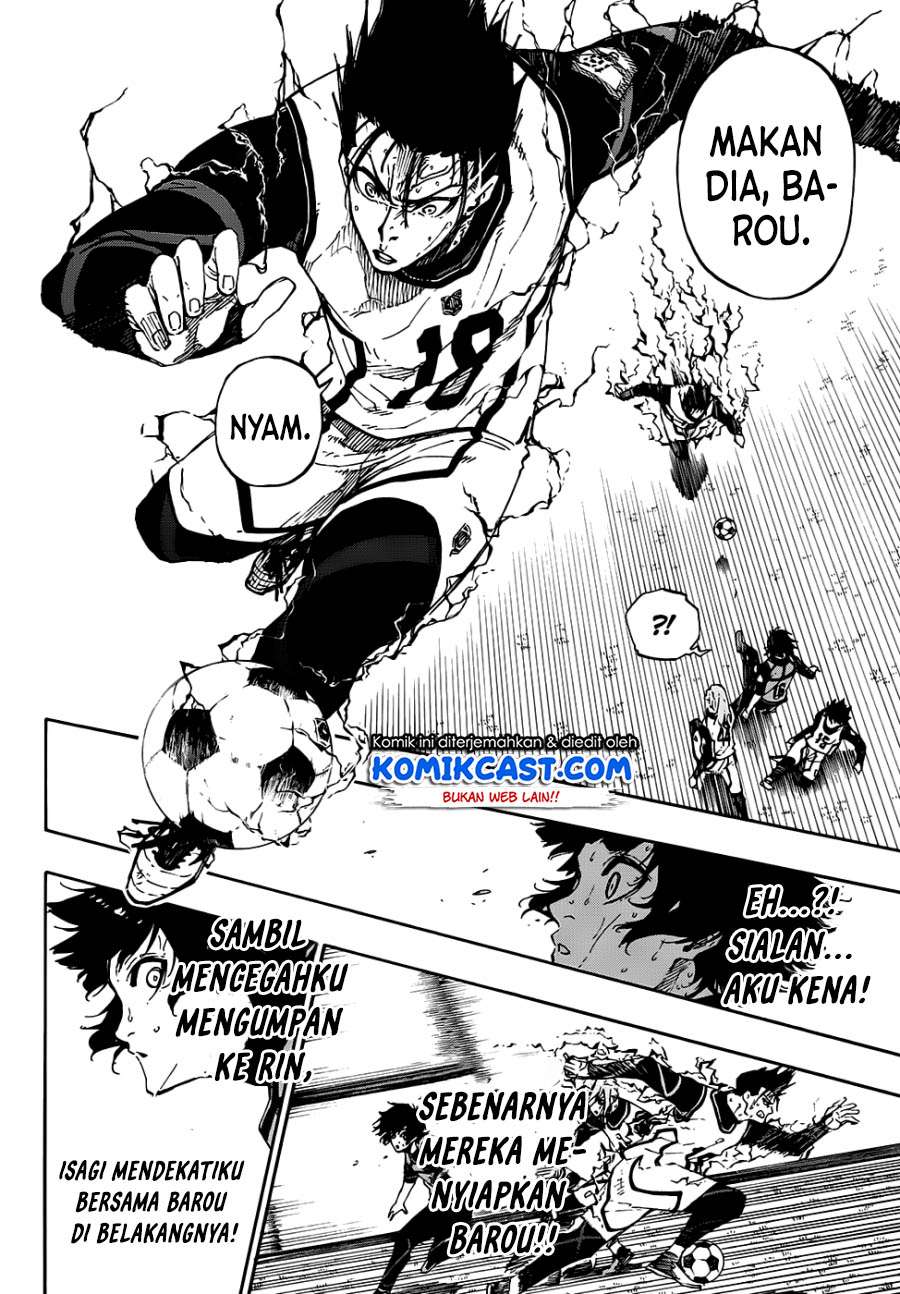 MAKAN
DIA, BA-
ROU.
NYAM.
18
?!
16
Komik ini diterjemahkan & diedit oleh
KOMIKCAST.COM
BUKAN WEB LAIN!!
EH...?!
SIALAN...
AKU KENA!
SAMBIL
MENCEGAHKU
MENGUMPAN
KE RIN,
SEBENARNYA
MEREKA ME-
NYIAPKAN
BAROU!!
ISAGI MENDEKATIKU
BERSAMA BAROU
DI BELAKANGNYA!